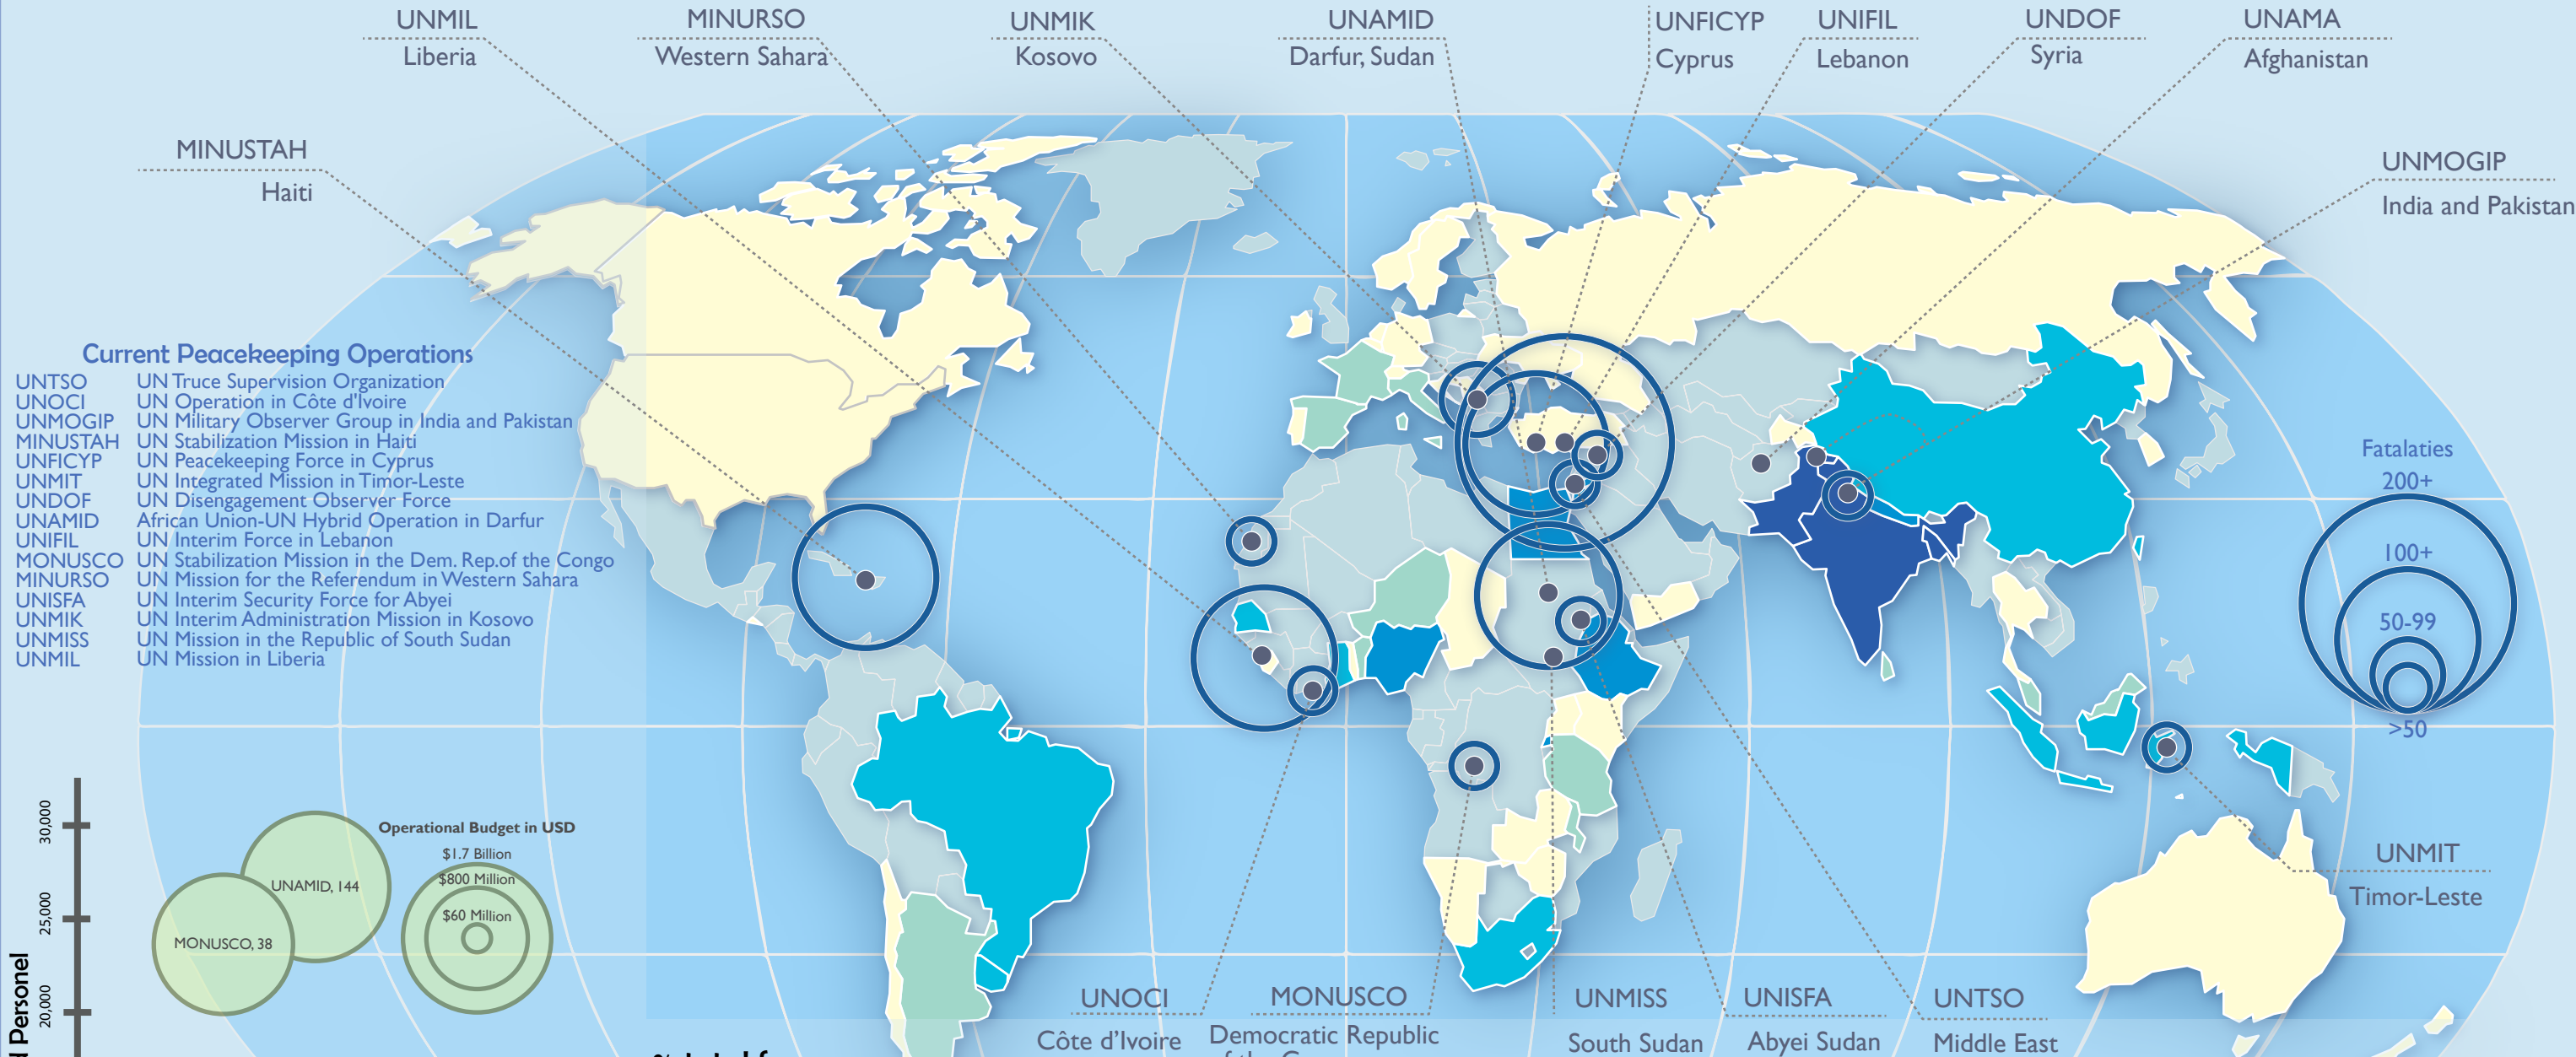 UNMIL
Liberia
MINURSO
Western Sahara
UNMIK
Kosovo
UNAMID
Darfur, Sudan
UNFICYP
Cyprus
UNIFIL
Lebanon
UNDOF
Syria
UNAMA
Afghanistan
MINUSTAH
Haiti
UNMOGIP
India and Pakistan
Current Peacekeeping Operations
UNTSO UN Truce Supervision Organization
UNOCI UN Operation in Côte d'Ivoire
UNMOGIP UN Military Observer Group in India and Pakistan
MINUSTAH UN Stabilization Mission in Haiti
UNFICYP UN Peacekeeping Force in Cyprus
UNMIT UN Integrated Mission in Timor-Leste
UNDOF UN Disengagement Observer Force
UNAMID African Union-UN Hybrid Operation in Darfur
UNIFIL UN Interim Force in Lebanon
MONUSCO UN Stabilization Mission in the Dem. Rep.of the Congo
MINURSO UN Mission for the Referendum in Western Sahara
UNISFA UN Interim Security Force for Abyei
UNMIK UN Interim Administration Mission in Kosovo
UNMISS UN Mission in the Republic of South Sudan
UNMIL UN Mission in Liberia
Fatalaties
200+
100+
50-99
>50
30,000
25,000
20,000
Personel
UNAMID, 144
MONUSCO, 38
Operational Budget in USD
$1.7 Billion
$800 Million
$60 Million
UNMIT
Timor-Leste
UNOCI
Côte d’Ivoire
MONUSCO
Democratic Republic
UNMISS
South Sudan
UNISFA
Abyei Sudan
UNTSO
Middle East